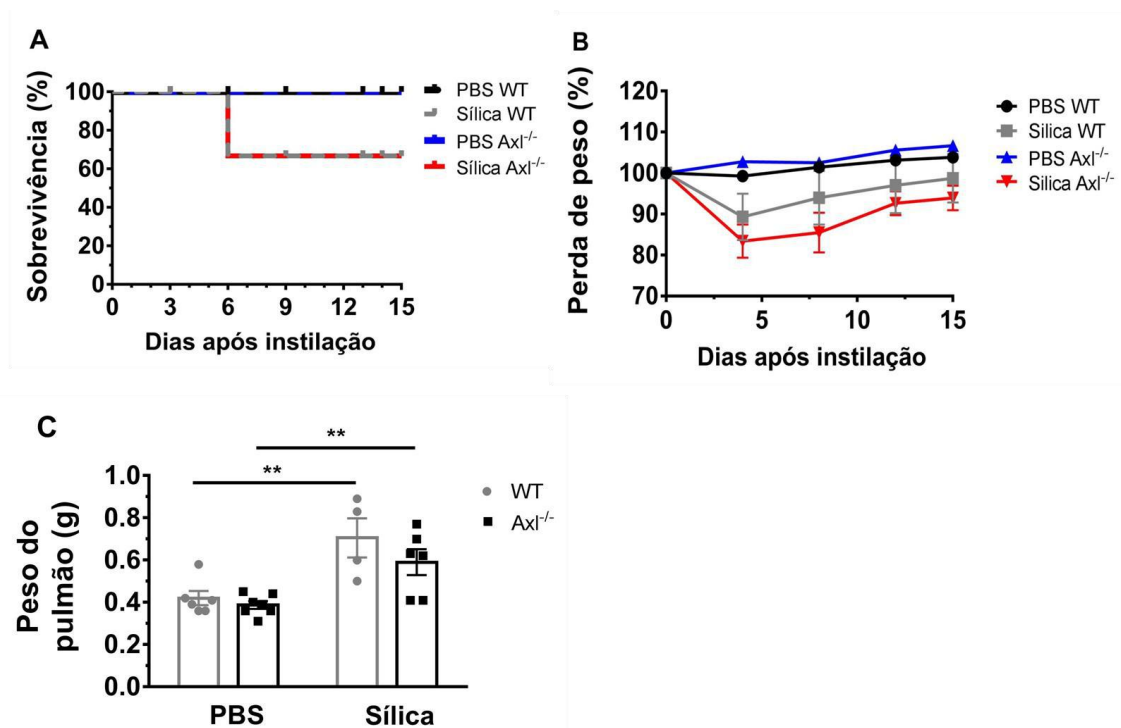 A
Sobrevivência (%)
100
80
60
40
20
0
0 3 6 9 12 15
Dias após instilação
PBS WT
Sílica WT
PBS Axl-/-
Sílica Axl-/-
B
Perda de peso (%)
120
110
100
90
80
70
0 5 10 15
Dias após instilação
PBS WT
Silica WT
PBS Axl-/-
Silica Axl-/-
C
Peso do
pulmão (g)
1.0
0.8
0.6
0.4
0.2
0.0
**
**
PBS Sílica
WT
Axl-/-